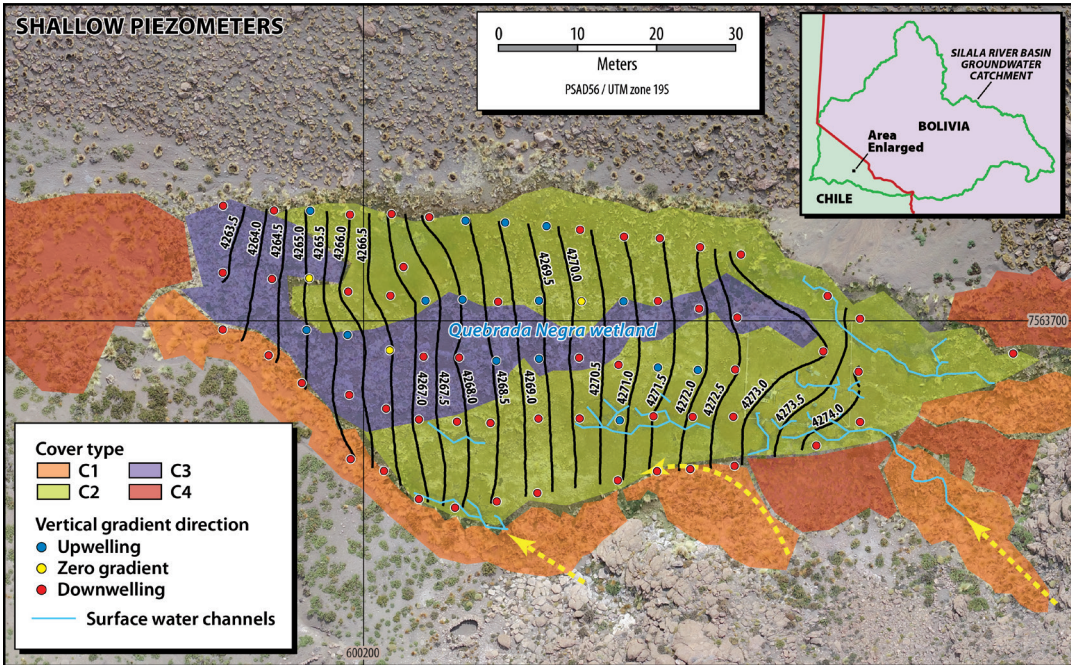 SHALLOW PIEZOMETERS
0 10 20 30
Meters
PSAD56 / UTM zone 19S
SILALA RIVER BASIN
GROUNDWATER
CATCHMENT
BOLIVIA
Area
Enlarged
CHILE
4263.5
4264.0
4264.5
4265.0
4265.5
4266.0
4266.5
4269.5
4270.0
Quebrada Negra wetland
7563700
4267.0
4267.5
4268.0
4268.5
4269.0
4270.5
4271.0
4271.5
4272.0
4272.5
4273.0
4273.5
4274.0
Cover type
C1 C3
C2 C4
Vertical gradient direction
Upwelling
Zero gradient
Downwelling
Surface water channels
600200